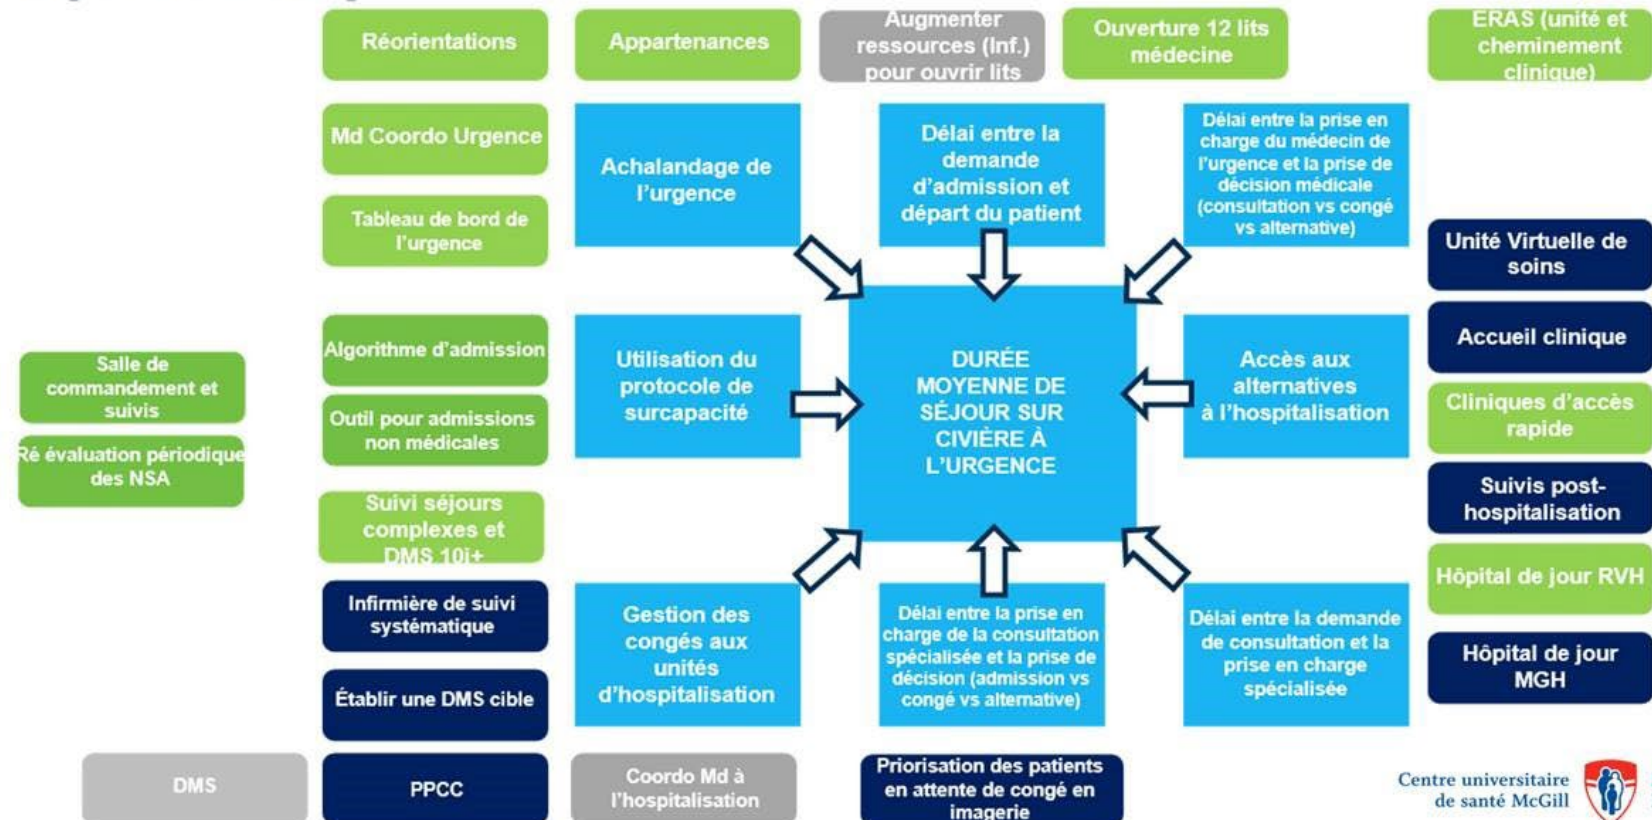 Réorientations
Appartenances
Augmenter
ressources (Inf.)
pour ouvrir lits
Ouverture 12 lits
médecine
ERAS (unité et
cheminement
clinique)
Md Coordo Urgence
Tableau de bord de
l'urgence
Achalandage de
l'urgence
Délai entre la
demande
d'admission et
départ du patient
Délai entre la prise en
charge du médecin de
l'urgence et la prise de
décision médicale
(consultation vs congé
vs alternative)
Unité Virtuelle de
soins
Accueil clinique
Salle de
commandement et
suivis
Ré évaluation périodique
des NSA
Algorithme d'admission
Outil pour admissions
non médicales
Utilisation du
protocole de
surcapacité
DURÉE
MOYENNE DE
SÉJOUR SUR
CIVIÈRE À
L'URGENCE
Accès aux
alternatives
à l'hospitalisation
Cliniques d'accès
rapide
Suivis post-
hospitalisation
Suivi séjours
complexes et
DMS 10j+
Infirmière de suivi
systématique
Établir une DMS cible
Gestion des
congés aux
unités
d'hospitalisation
Délai entre la prise en
charge de la consultation
spécialisée et la prise de
décision (admission vs
congé vs alternative)
Délai entre la demande
de consultation et la
prise en charge
spécialisée
Hôpital de jour RVH
Hôpital de jour
MGH
DMS
PPCC
Coordo Md à
l'hospitalisation
Priorisation des patients
en attente de congé en
imagerie
Centre universitaire
de santé McGill